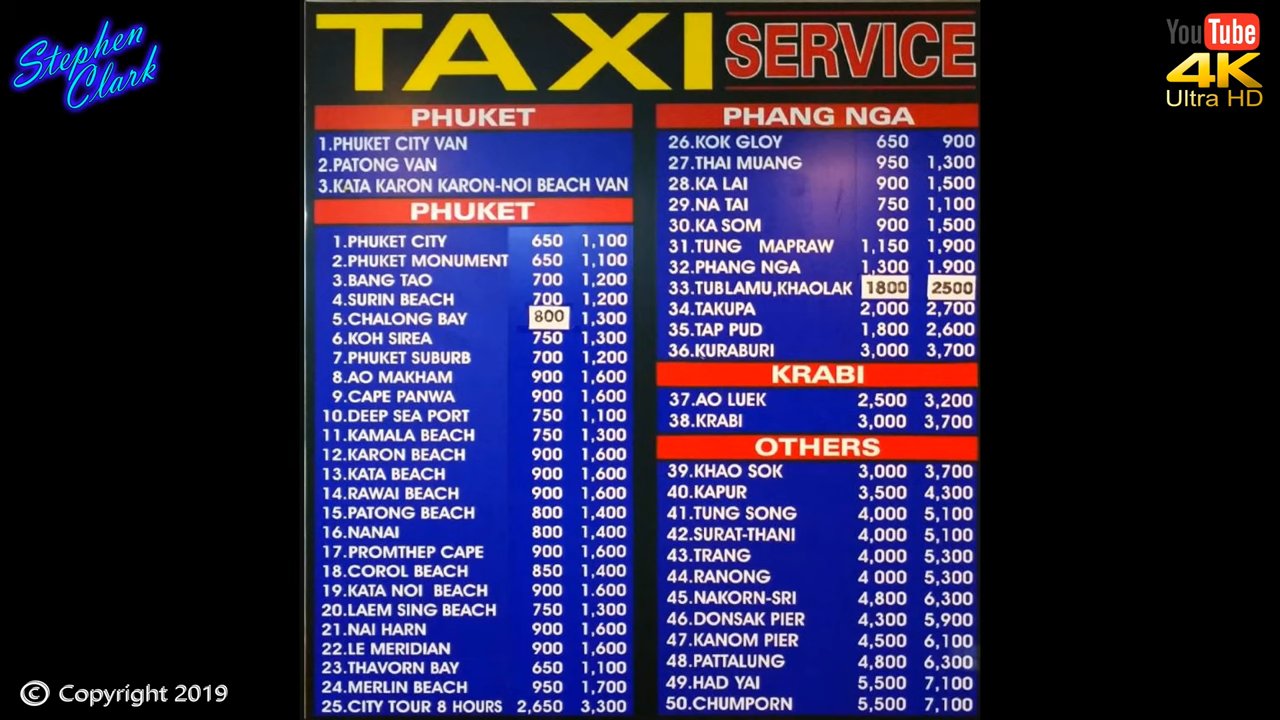 Stephen
Clark
YouTube
4K
Ultra HD
TAXI SERVICE
PHUKET
1.PHUKET CITY VAN
2.PATONG VAN
3.KATA KARON KARON-NOI BEACH VAN
PHUKET
1.PHUKET CITY 650 1,100
2.PHUKET MONUMENT 650 1,100
3.BANG TAO 700 1,200
4.SURIN BEACH 700 1,200
5.CHALONG BAY 800 1,300
6.KOH SIREA 750 1,300
7.PHUKET SUBURB 700 1,200
8.AO MAKHAM 900 1,600
9.CAPE PANWA 900 1,600
10.DEEP SEA PORT 750 1,100
11.KAMALA BEACH 750 1,300
12.KARON BEACH 900 1,600
13.KATA BEACH 900 1,600
14.RAWAI BEACH 900 1,600
15.PATONG BEACH 800 1,400
16.NANAI 800 1,400
17.PROMTHEP CAPE 900 1,600
18.COROL BEACH 850 1,400
19.KATA NOI BEACH 900 1.600
20.LAEM SING BEACH 750 1,300
21.NAI HARN 900 1,600
22.LE MERIDIAN 900 1,600
23.THAVORN BAY 650 1,100
24.MERLIN BEACH 950 1,700
25.CITY TOUR 8 HOURS 2,650 3,300
PHANG NGA
26.KOK GLOY 650 900
27.THAI MUANG 950 1,300
28.KA LAI 900 1,500
29.NA TAI 750 1,100
30.KA SOM 900 1,500
31.TUNG MAPRAW 1,150 1,900
32.PHANG NGA 1,300 1.900
33.TUBLAMU,KHAOLAK 1800 2500
34.TAKUPA 2,000 2,700
35.TAP PUD 1,800 2,600
36.KURABURI 3,000 3,700
KRABI
37.AO LUEK 2,500 3,200
38.KRABI 3,000 3,700
OTHERS
39.KHAO SOK 3,000 3,700
40.KAPUR 3,500 4,300
41.TUNG SONG 4,000 5,100
42.SURAT-THANI 4,000 5,100
43.TRANG 4,000 5,300
44.RANONG 4 000 5,300
45.NAKORN-SRI 4,800 6,300
46.DONSAK PIER 4,300 5,900
47.KANOM PIER 4,500 6,100
48.PATTALUNG 4,800 6,300
49.HAD YAI 5,500 7,100
50.CHUMPORN 5,500 7,100
© Copyright 2019